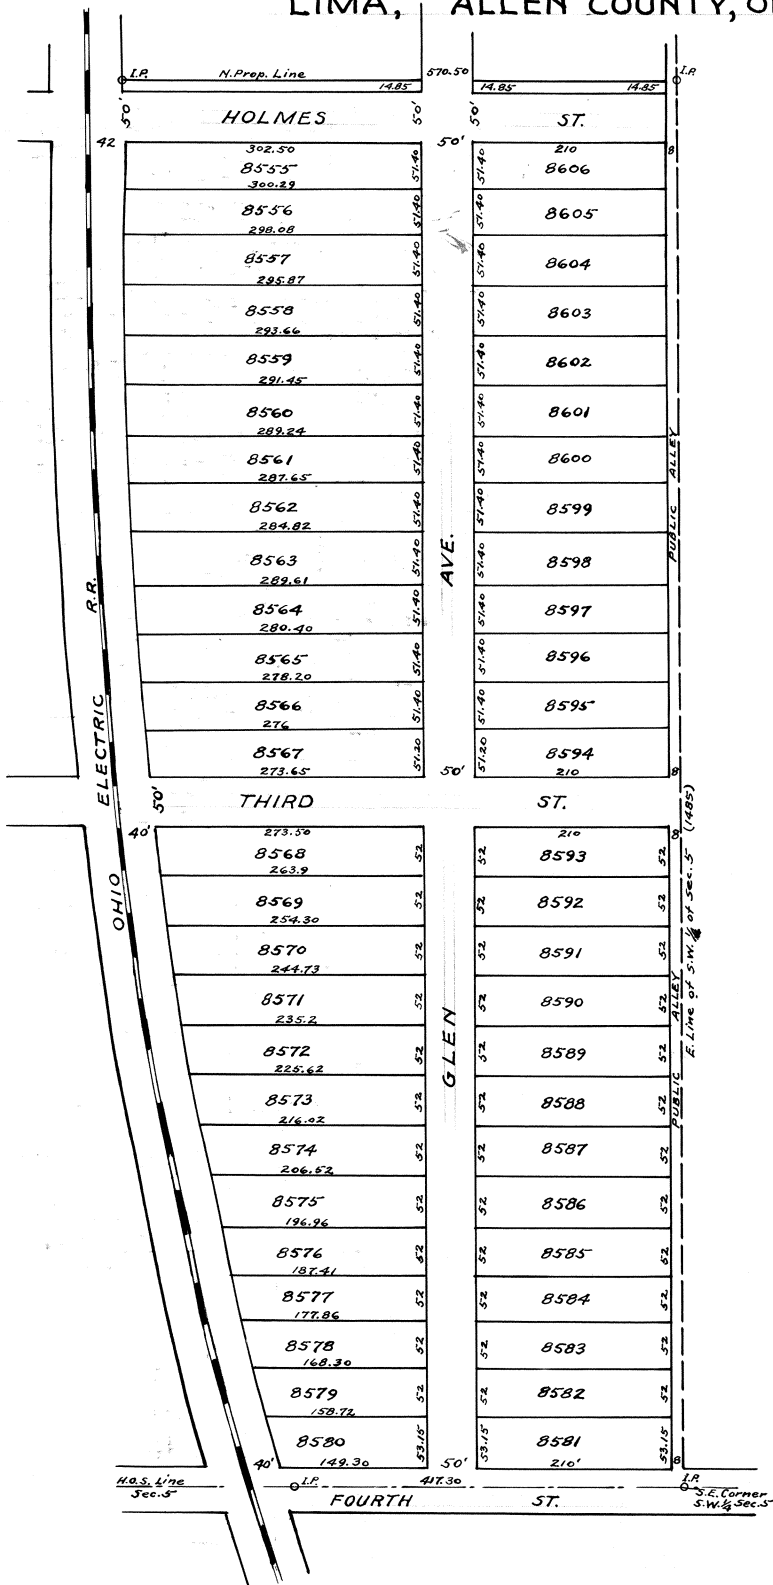 LIMA, ALLEN COUNTY, O
I.P. N. Prop. Line 570.50 I.P.
14.85 14.85 14.85
50' HOLMES 50' 50' ST.
42 302.50 50' 210 8
8555 51.40 51.40 8606
300.29
8556 51.40 51.40 8605
298.08
8557 51.40 51.40 8604
295.87
8558 51.40 51.40 8603
293.66
8559 51.40 51.40 8602
291.45
8560 51.40 51.40 8601
289.24
8561 51.40 51.40 8600
287.65
8562 51.40 51.40 8599
284.82
8563 51.40 51.40 8598
289.61
8564 51.40 51.40 8597
280.40
8565 51.40 51.40 8596
278.20
8566 51.40 51.40 8595
276
8567 51.20 51.20 8594
273.65 50' 210 8
PUBLIC ALLEY
AVE.
OHIO ELECTRIC R.R.
50' THIRD ST.
40' 273.50 210 8
8568 52 52 8593 52
263.9
8569 52 52 8592 52
254.30
8570 52 52 8591 52
244.73
8571 52 52 8590 52
235.2
8572 52 52 8589 52
225.62
8573 52 52 8588 52
216.02
8574 52 52 8587 52
206.52
8575 52 52 8586 52
196.96
8576 52 52 8585 52
187.41
8577 52 52 8584 52
177.86
8578 52 52 8583 52
168.30
8579 52 52 8582 52
158.72
8580 53.15 53.15 8581 53.15
40' 149.30 50' 210' 8
GLEN
PUBLIC ALLEY
E. Line of S.W. ¼ of Sec. 5 (1485)
H.Q.S. Line
Sec. 5
I.P. 417.30 I.P.
FOURTH ST.
S.E. Corner
S.W. ¼ Sec. 5